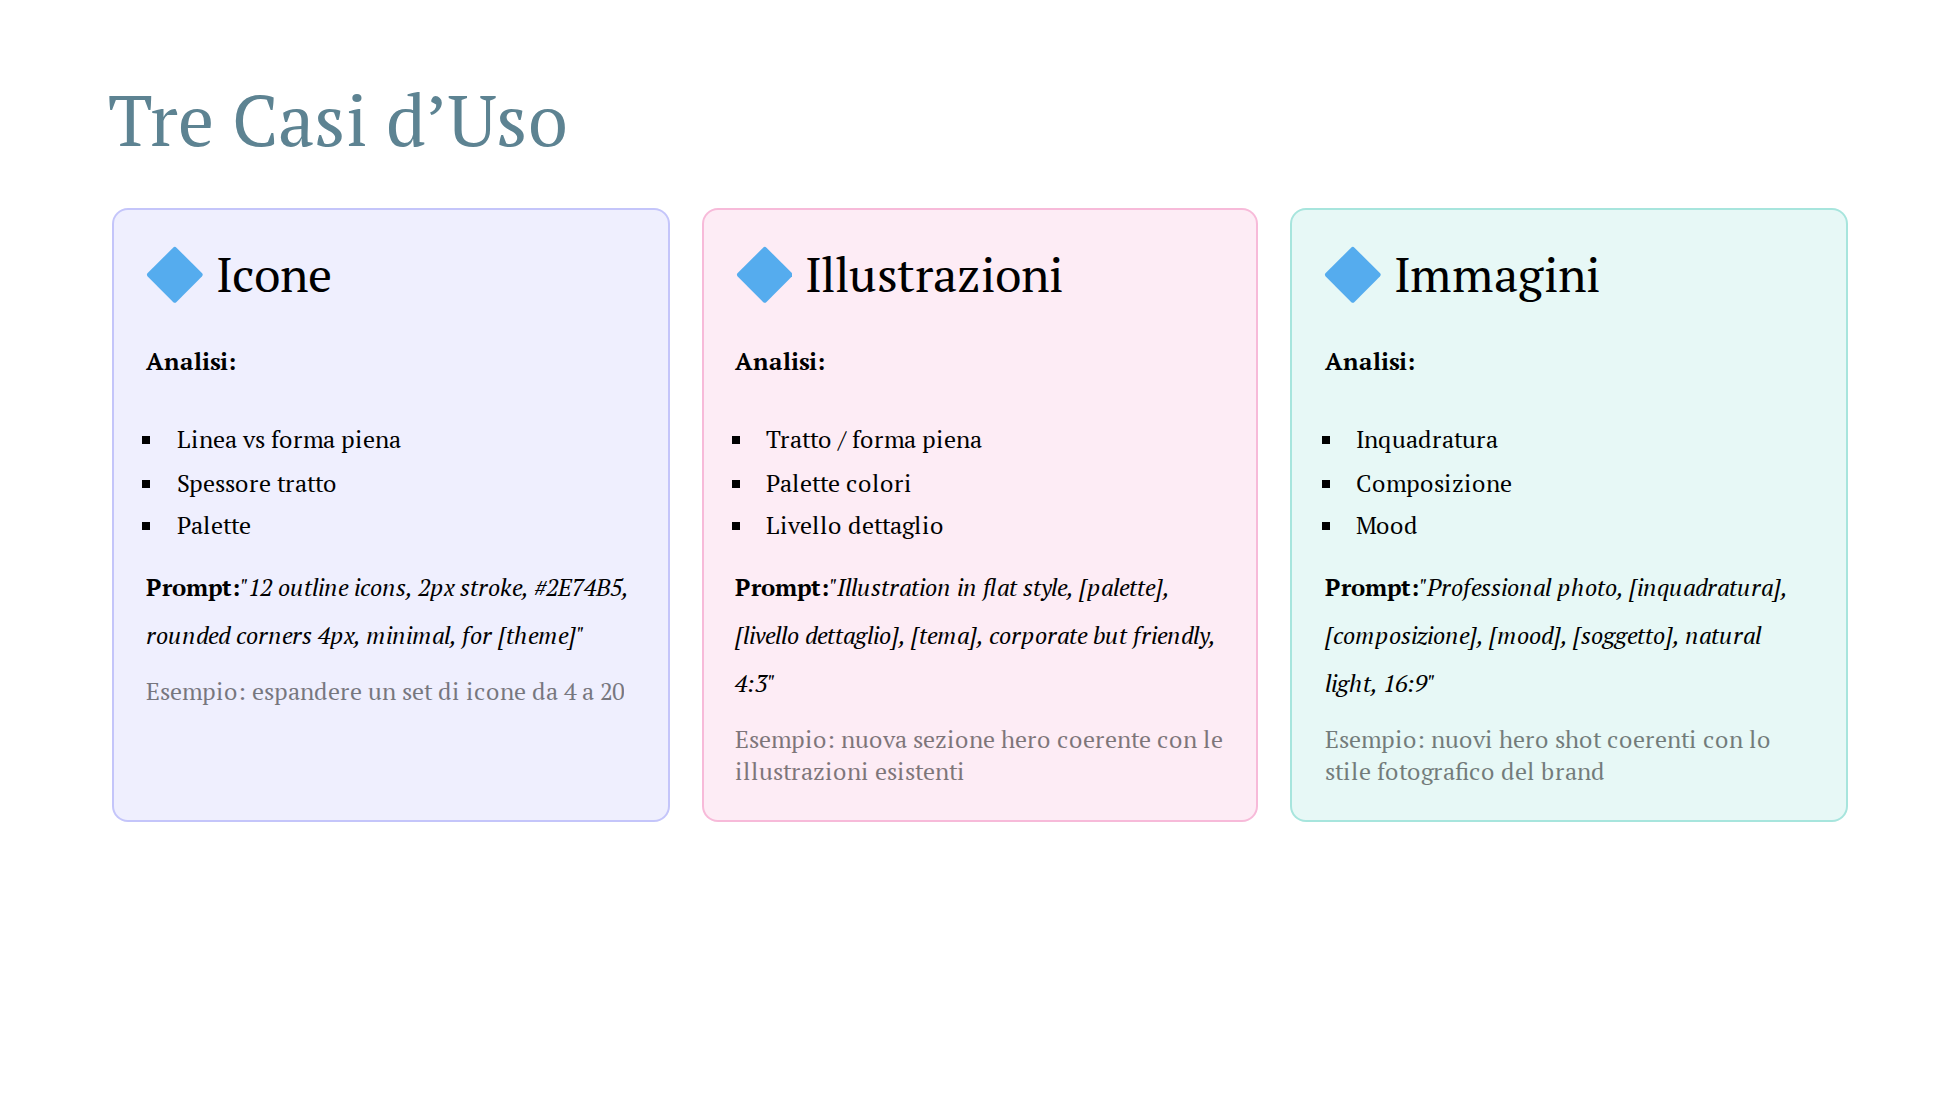 Tre Casi d’Uso
Icone
Analisi:
Linea vs forma piena
Spessore tratto
Palette
Prompt:"12 outline icons, 2px stroke, #2E74B5,
rounded corners 4px, minimal, for [theme]"
Esempio: espandere un set di icone da 4 a 20
Illustrazioni
Analisi:
Tratto / forma piena
Palette colori
Livello dettaglio
Prompt:"Illustration in flat style, [palette],
[livello dettaglio], [tema], corporate but friendly,
4:3"
Esempio: nuova sezione hero coerente con le
illustrazioni esistenti
Immagini
Analisi:
Inquadratura
Composizione
Mood
Prompt:"Professional photo, [inquadratura],
[composizione], [mood], [soggetto], natural
light, 16:9"
Esempio: nuovi hero shot coerenti con lo
stile fotografico del brand